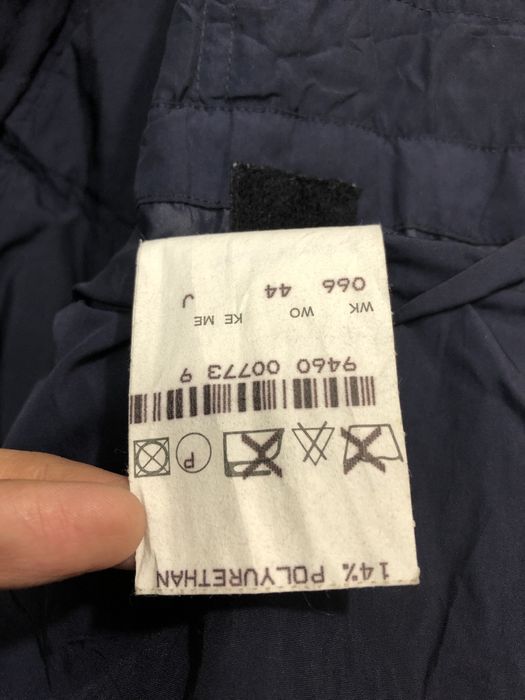 14% POLYURETHAN
P
9460 00773 9
WK WO KE ME
066 44 J